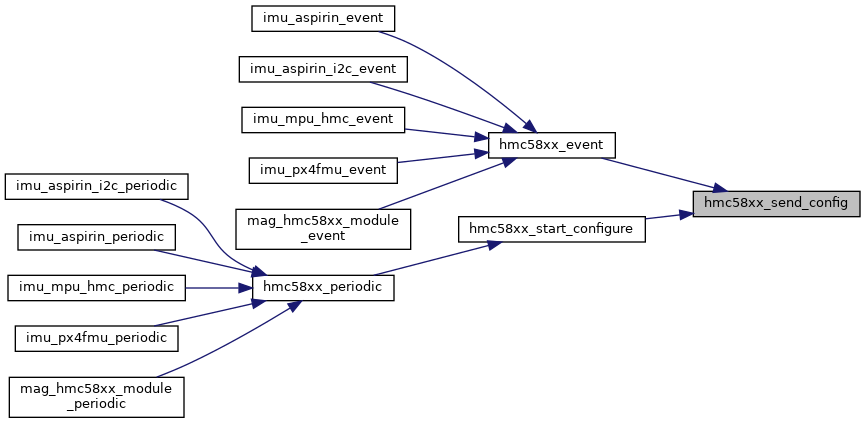 imu_aspirin_event
imu_aspirin_i2c_event
imu_mpu_hmc_event
hmc58xx_event
imu_px4fmu_event
imu_aspirin_i2c_periodic
hmc58xx_send_config
mag_hmc58xx_module
_event
hmc58xx_start_configure
imu_aspirin_periodic
imu_mpu_hmc_periodic
hmc58xx_periodic
imu_px4fmu_periodic
mag_hmc58xx_module
_periodic